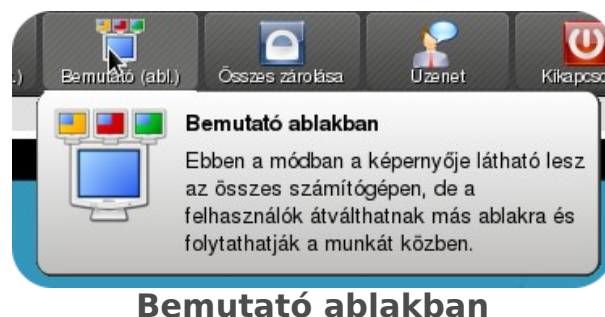 .) Bemutató (abl.) Összes zárolása Üzenet Kikapcso
Bemutató ablakban
Ebben a módban a képernyője látható lesz
az összes számítógépen, de a
felhasználók átválthatnak más ablakra és
folytathatják a munkát közben.
Bemutató ablakban